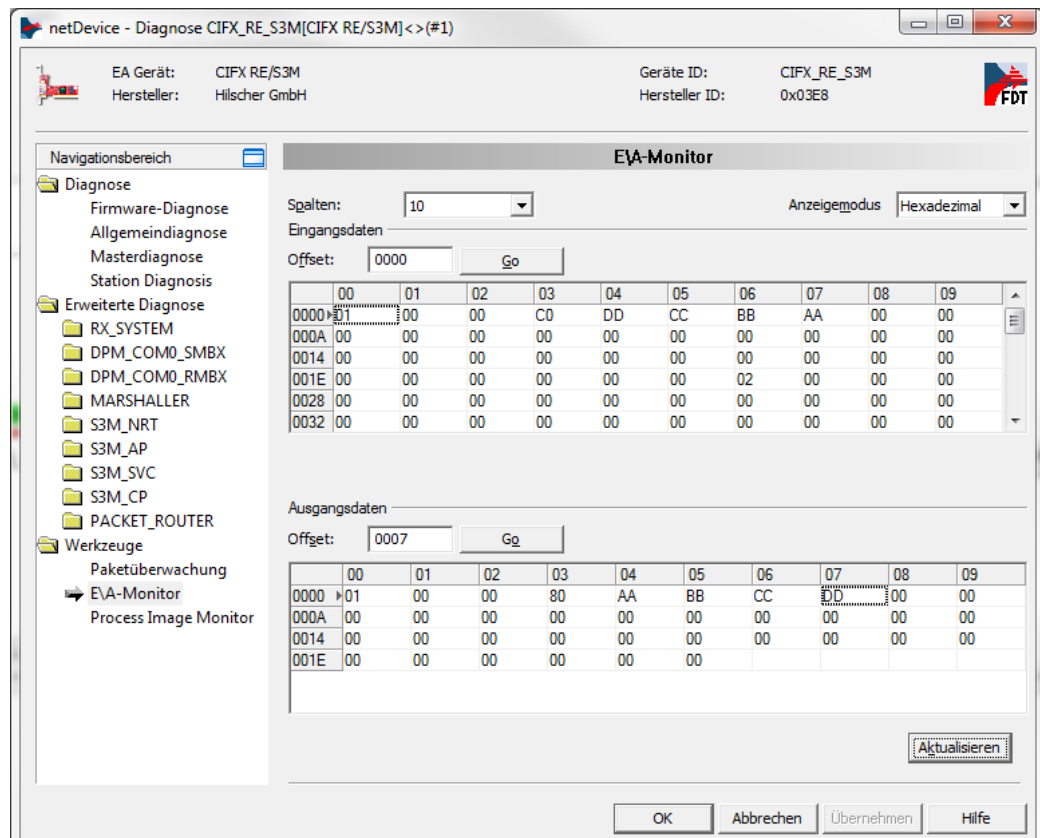 netDevice - Diagnose CIFX_RE_S3M[CIFX RE/S3M]<>(#1)
EA Gerät: CIFX RE/S3M Geräte ID: CIFX_RE_S3M
Hersteller: Hilscher GmbH Hersteller ID: 0x03E8
FDT
Navigationsbereich
Diagnose
Firmware-Diagnose
Allgemeindiagnose
Masterdiagnose
Station Diagnosis
Erweiterte Diagnose
RX_SYSTEM
DPM_COM0_SMBX
DPM_COM0_RMBX
MARSHALLER
S3M_NRT
S3M_AP
S3M_SVC
S3M_CP
PACKET_ROUTER
Werkzeuge
Paketüberwachung
E\A-Monitor
Process Image Monitor
E\A-Monitor
Spalten: 10 Anzeigemodus Hexadezimal
Eingangsdaten
Offset: 0000 Go
00 01 02 03 04 05 06 07 08 09
0000 01 00 00 C0 DD CC BB AA 00 00
000A 00 00 00 00 00 00 00 00 00 00
0014 00 00 00 00 00 00 00 00 00 00
001E 00 00 00 00 00 00 02 00 00 00
0028 00 00 00 00 00 00 00 00 00 00
0032 00 00 00 00 00 00 00 00 00 00
Ausgangsdaten
Offset: 0007 Go
00 01 02 03 04 05 06 07 08 09
0000 01 00 00 80 AA BB CC DD 00 00
000A 00 00 00 00 00 00 00 00 00 00
0014 00 00 00 00 00 00 00 00 00 00
001E 00 00 00 00 00 00
Aktualisieren
OK Abbrechen Übernehmen Hilfe